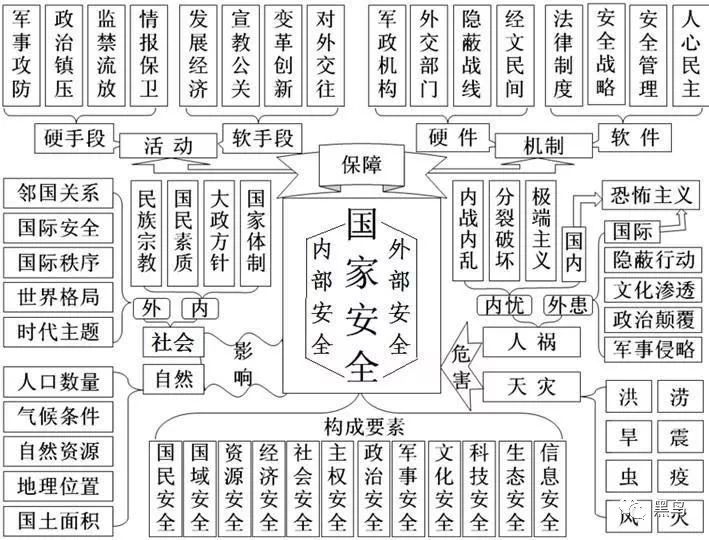 军事攻防
政治镇压
监禁流放
情报保卫
发展经济
宣教公关
变革创新
对外交往
军政机构
外交部门
隐蔽战线
经文民间
法律制度
安全战略
安全管理
人心民主
硬手段
活动
软手段
保障
硬件
机制
软件
邻国关系
国际安全
国际秩序
世界格局
时代主题
民族宗教
国民素质
大政方针
国家体制
外
内
社会
自然
影响
人口数量
气候条件
自然资源
地理位置
国土面积
国家安全
内部安全
外部安全
内战内乱
分裂破坏
极端主义
国内
恐怖主义
国际
隐蔽行动
文化渗透
政治颠覆
军事侵略
内忧
外患
人祸
天灾
危害
洪
涝
旱
震
虫
疫
风
火
构成要素
国民安全
国域安全
资源安全
经济安全
社会安全
主权安全
政治安全
军事安全
文化安全
科技安全
生态安全
信息安全
黑鸟